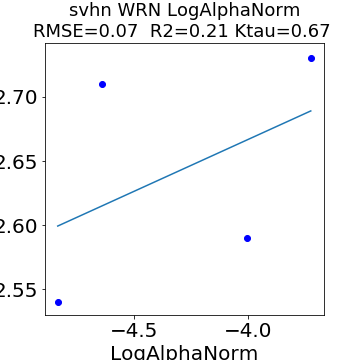 svhn WRN LogAlphaNorm
RMSE=0.07 R2=0.21 Ktau=0.67
2.70
2.65
2.60
2.55
−4.5 −4.0
LogAlphaNorm